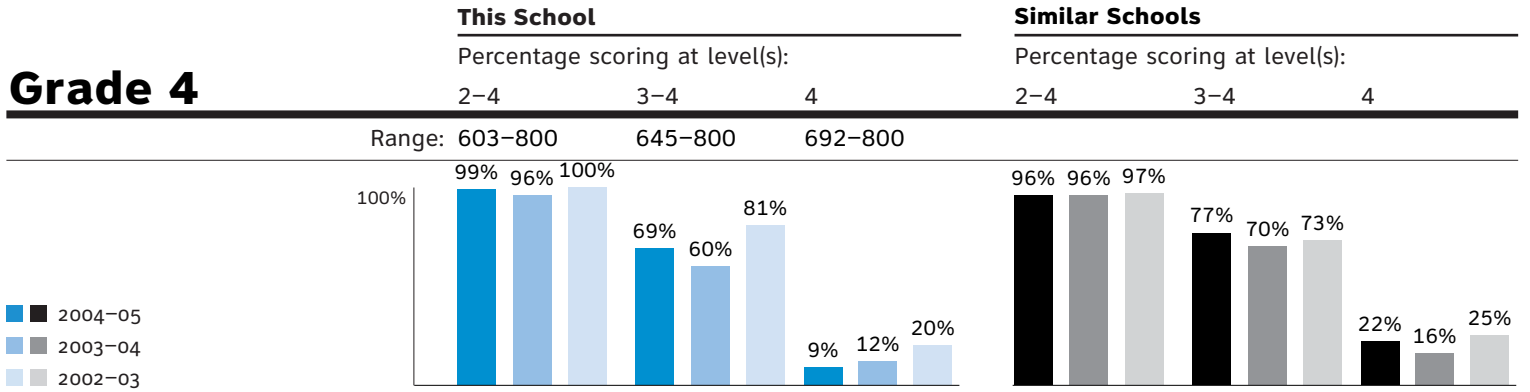 This School Similar Schools
Percentage scoring at level(s): Percentage scoring at level(s):
Grade 4 2–4 3–4 4 2–4 3–4 4
Range: 603–800 645–800 692–800
100%
99% 96% 100% 69% 60% 81% 9% 12% 20%
96% 96% 97% 77% 70% 73% 22% 16% 25%
2004–05
2003–04
2002–03